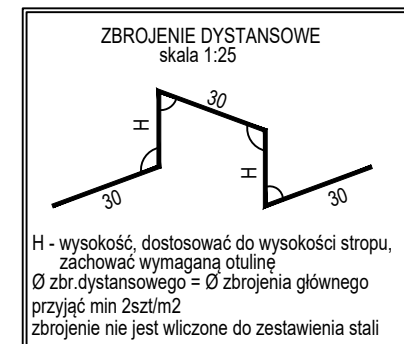 ZBROJENIE DYSTANSOWE
skala 1:25
30
H
H
30
30
H - wysokość, dostosować do wysokości stropu,
zachować wymaganą otulinę
Ø zbr.dystansowego = Ø zbrojenia głównego
przyjąć min 2szt/m2
zbrojenie nie jest wliczone do zestawienia stali